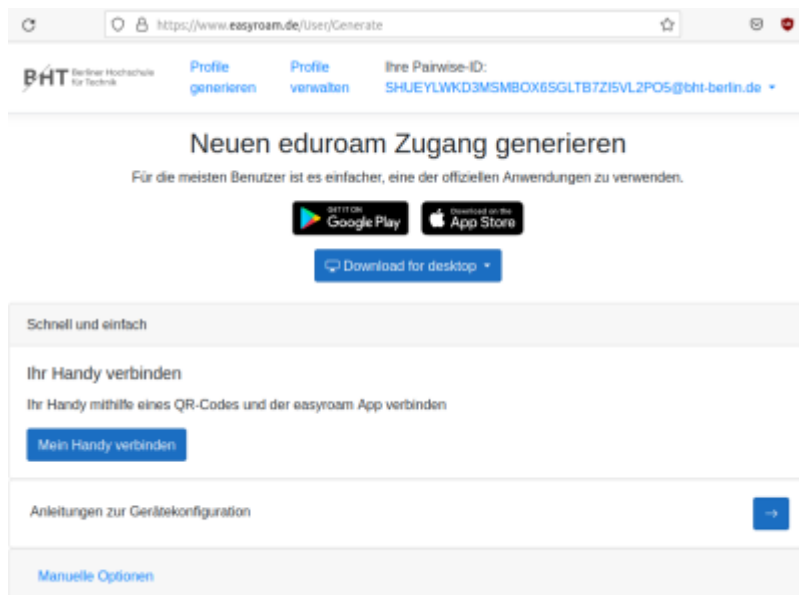 https://www.easyroam.de/User/Generate
BHT Berliner Hochschule
für Technik
Profile
generieren
Profile
verwalten
Ihre Pairwise-ID:
SHUEYLWKD3MSMBOX6SGLTB7ZI5VL2PO5@bht-berlin.de
Neuen eduroam Zugang generieren
Für die meisten Benutzer ist es einfacher, eine der offiziellen Anwendungen zu verwenden.
GET IT ON
Google Play
Download on the
App Store
Download for desktop
Schnell und einfach
Ihr Handy verbinden
Ihr Handy mithilfe eines QR-Codes und der easyroam App verbinden
Mein Handy verbinden
Anleitungen zur Gerätekonfiguration
Manuelle Optionen